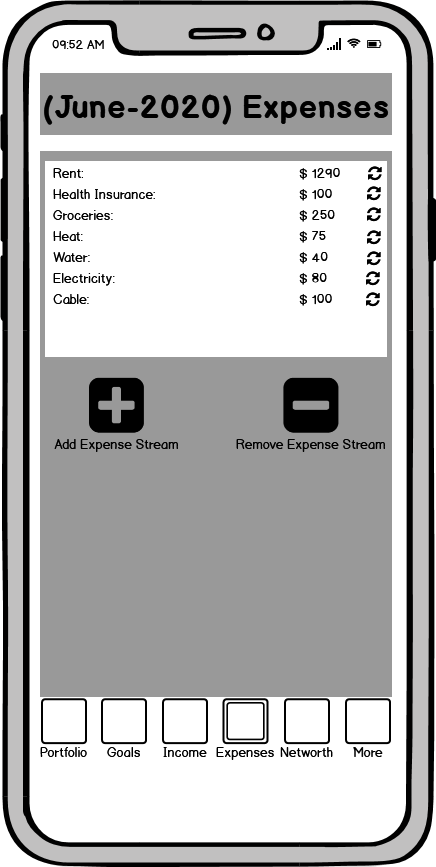 09:52 AM
(June-2020) Expenses
Rent: $ 1290
Health Insurance: $ 100
Groceries: $ 250
Heat: $ 75
Water: $ 40
Electricity: $ 80
Cable: $ 100
Add Expense Stream Remove Expense Stream
Portfolio Goals Income Expenses Networth More